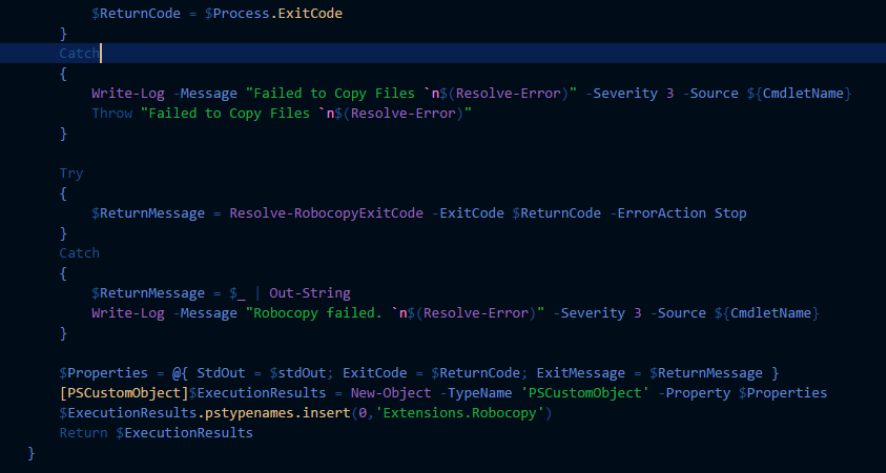 $ReturnCode = $Process.ExitCode
}
Catch
{
Write-Log -Message "Failed to Copy Files `n$(Resolve-Error)" -Severity 3 -Source ${CmdletName}
Throw "Failed to Copy Files `n$(Resolve-Error)"
}
Try
{
$ReturnMessage = Resolve-RobocopyExitCode -ExitCode $ReturnCode -ErrorAction Stop
}
Catch
{
$ReturnMessage = $_ | Out-String
Write-Log -Message "Robocopy failed. `n$(Resolve-Error)" -Severity 3 -Source ${CmdletName}
}
$Properties = @{ StdOut = $stdOut; ExitCode = $ReturnCode; ExitMessage = $ReturnMessage }
[PSCustomObject]$ExecutionResults = New-Object -TypeName 'PSCustomObject' -Property $Properties
$ExecutionResults.pstypenames.insert(0,'Extensions.Robocopy')
Return $ExecutionResults
}